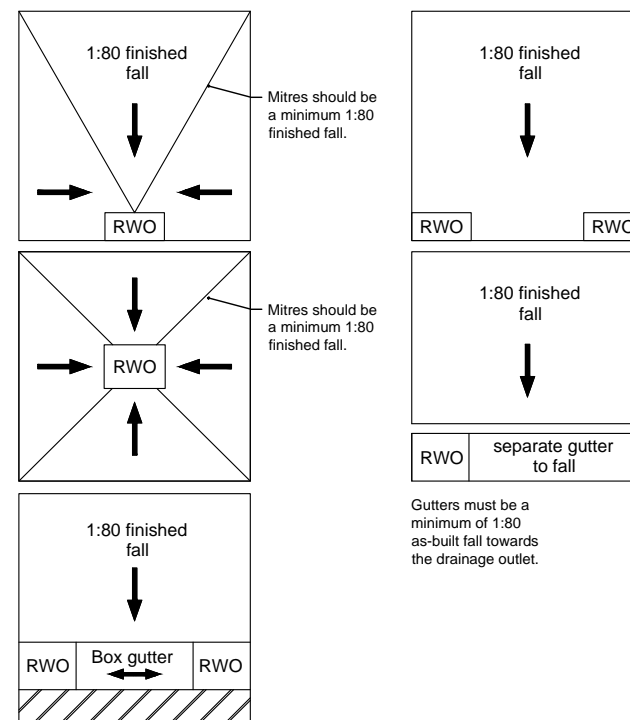 1:80 finished
fall
Mitres should be
a minimum 1:80
finished fall.
RWO
RWO
Mitres should be
a minimum 1:80
finished fall.
1:80 finished
fall
RWO
Box gutter
RWO
1:80 finished
fall
RWO
RWO
1:80 finished
fall
RWO
separate gutter
to fall
Gutters must be a
minimum of 1:80
as-built fall towards
the drainage outlet.